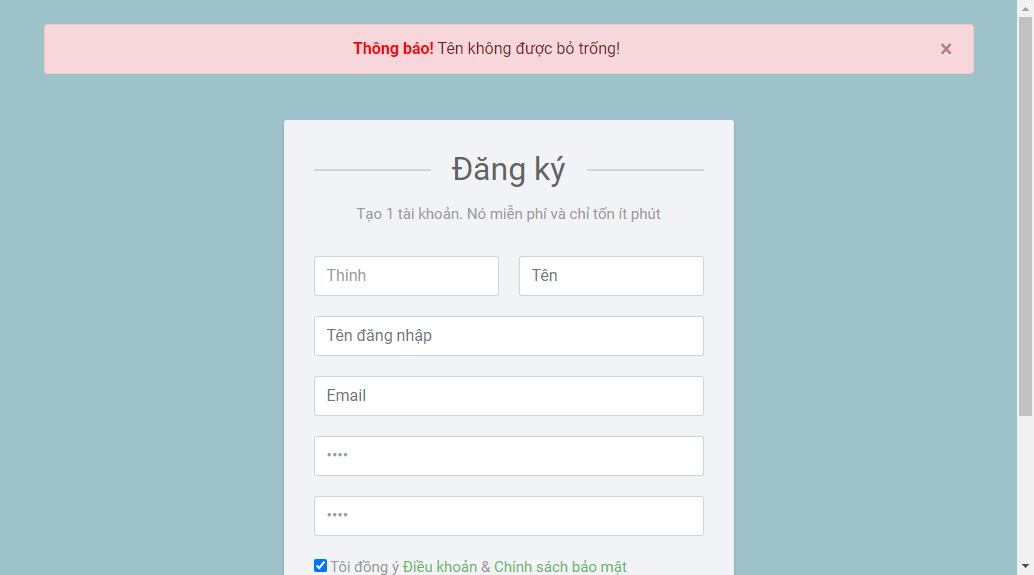 Thông báo! Tên không được bỏ trống! ×
Đăng ký
Tạo 1 tài khoản. Nó miễn phí và chỉ tốn ít phút
Thinh Tên
Tên đăng nhập
Email
••••
••••
Tôi đồng ý Điều khoản & Chính sách bảo mật